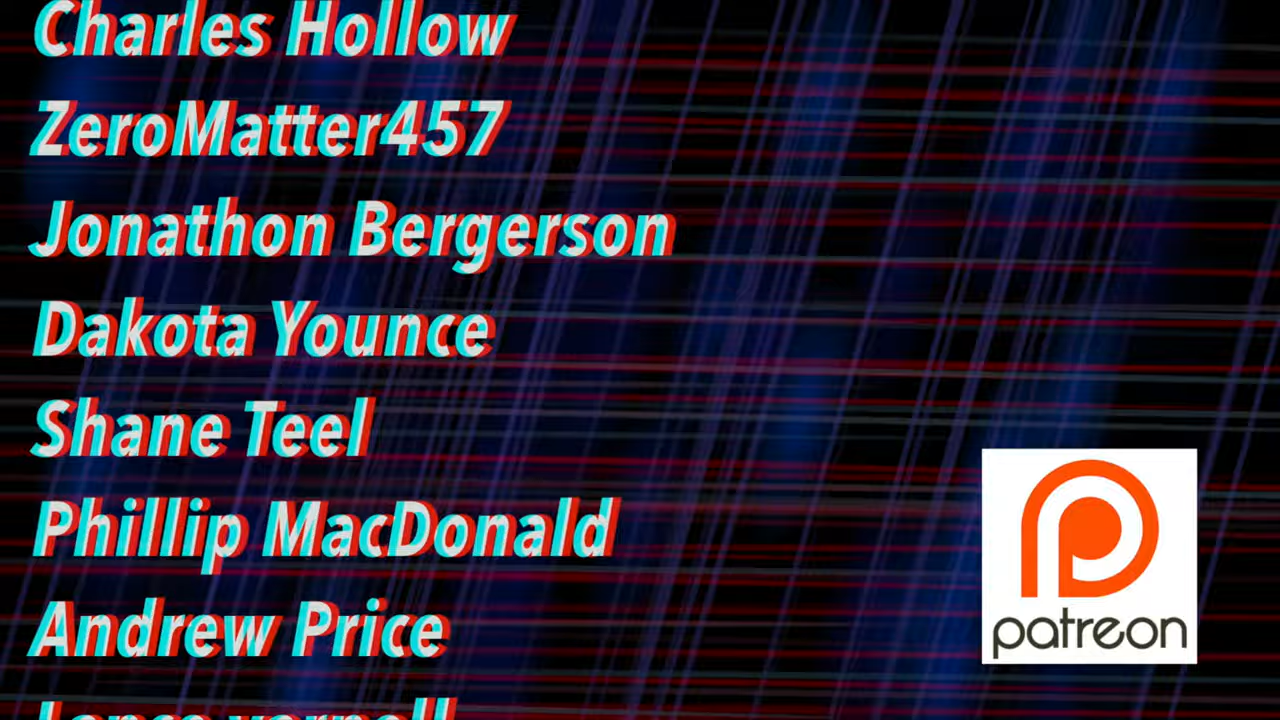 Charles Hollow
ZeroMatter457
Jonathon Bergerson
Dakota Younce
Shane Teel
Phillip MacDonald
Andrew Price
patreon